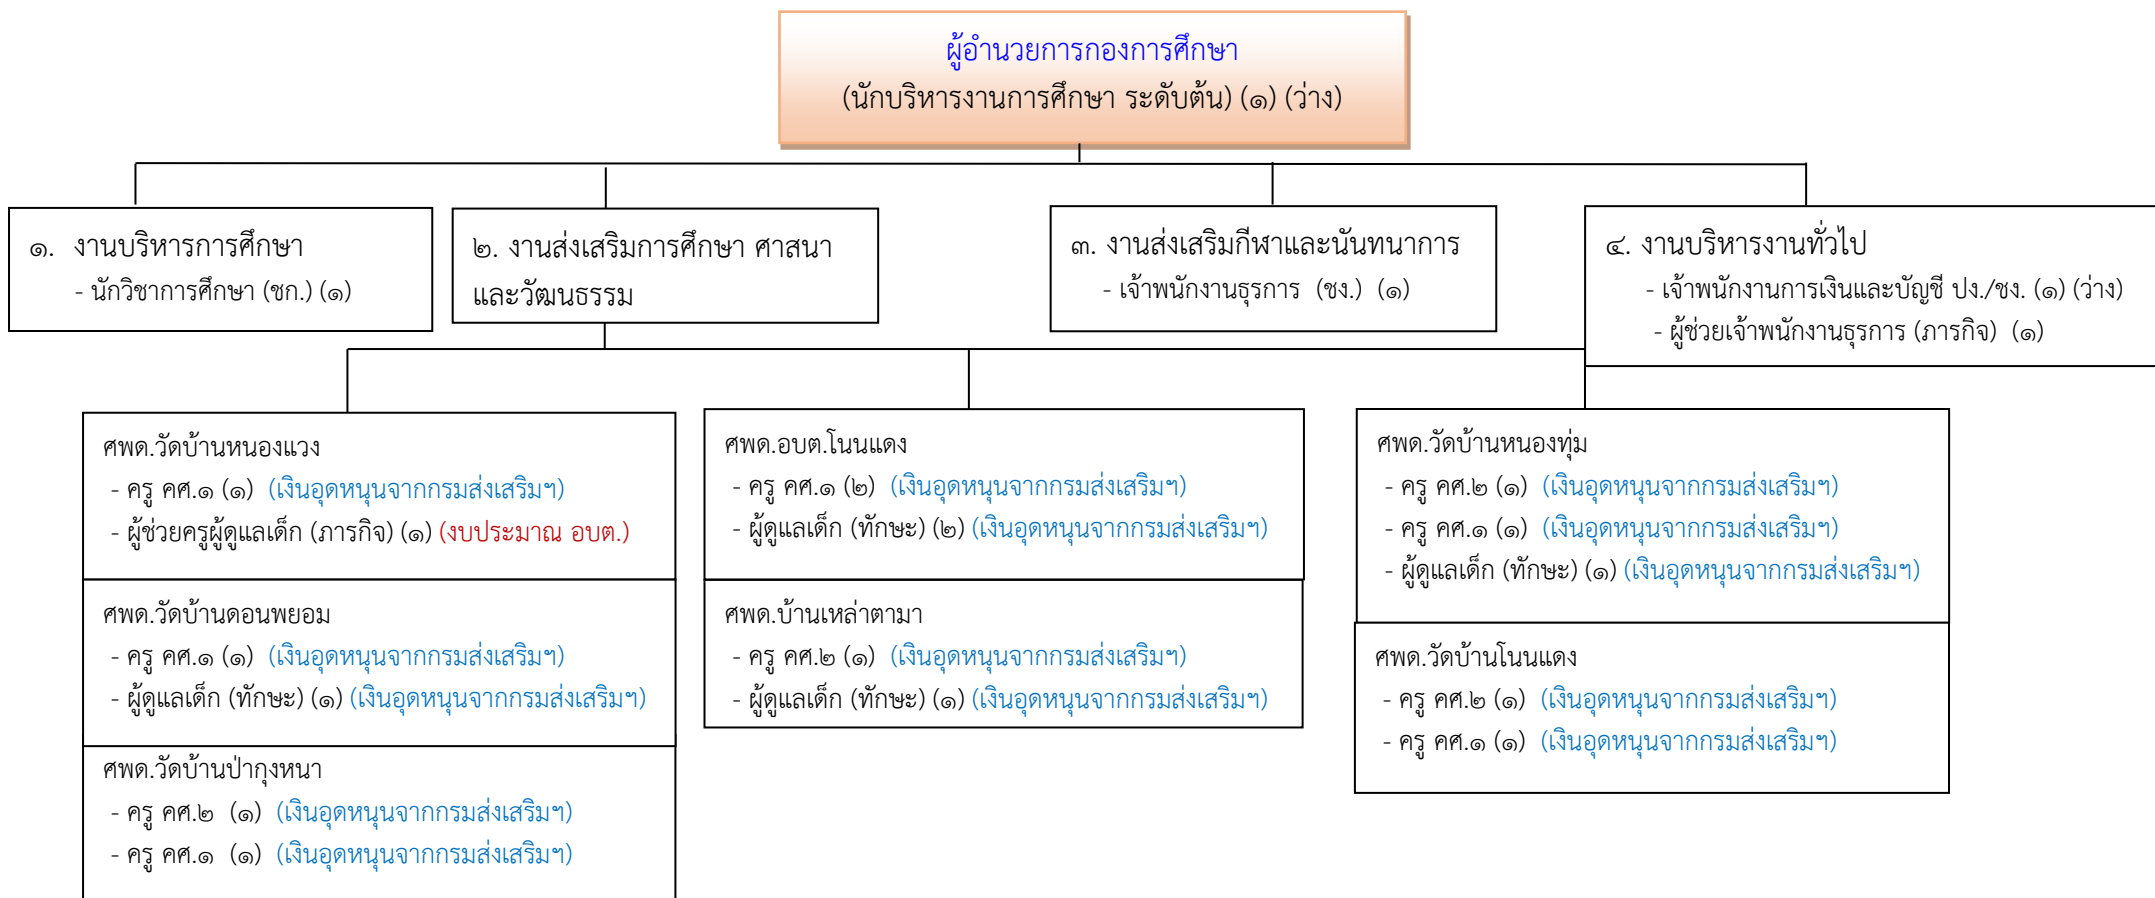 ผู้อำนวยการกองการศึกษา
(นักบริหารงานการศึกษา ระดับต้น) (๑) (ว่าง)
๑. งานบริหารการศึกษา
- นักวิชาการศึกษา (ชก.) (๑)
๒. งานส่งเสริมการศึกษา ศาสนา
และวัฒนธรรม
๓. งานส่งเสริมกีฬาและนันทนาการ
- เจ้าพนักงานธุรการ (ชง.) (๑)
๔. งานบริหารงานทั่วไป
- เจ้าพนักงานการเงินและบัญชี ปง./ชง. (๑) (ว่าง)
- ผู้ช่วยเจ้าพนักงานธุรการ (ภารกิจ) (๑)
ศพด.วัดบ้านหนองแวง
- ครู คศ.๑ (๑) (เงินอุดหนุนจากกรมส่งเสริมฯ)
- ผู้ช่วยครูผู้ดูแลเด็ก (ภารกิจ) (๑) (งบประมาณ อบต.)
ศพด.วัดบ้านดอนพยอม
- ครู คศ.๑ (๑) (เงินอุดหนุนจากกรมส่งเสริมฯ)
- ผู้ดูแลเด็ก (ทักษะ) (๑) (เงินอุดหนุนจากกรมส่งเสริมฯ)
ศพด.วัดบ้านป่ากุงหนา
- ครู คศ.๒ (๑) (เงินอุดหนุนจากกรมส่งเสริมฯ)
- ครู คศ.๑ (๑) (เงินอุดหนุนจากกรมส่งเสริมฯ)
ศพด.อบต.โนนแดง
- ครู คศ.๑ (๒) (เงินอุดหนุนจากกรมส่งเสริมฯ)
- ผู้ดูแลเด็ก (ทักษะ) (๒) (เงินอุดหนุนจากกรมส่งเสริมฯ)
ศพด.บ้านเหล่าตามา
- ครู คศ.๒ (๑) (เงินอุดหนุนจากกรมส่งเสริมฯ)
- ผู้ดูแลเด็ก (ทักษะ) (๑) (เงินอุดหนุนจากกรมส่งเสริมฯ)
ศพด.วัดบ้านหนองทุ่ม
- ครู คศ.๒ (๑) (เงินอุดหนุนจากกรมส่งเสริมฯ)
- ครู คศ.๑ (๑) (เงินอุดหนุนจากกรมส่งเสริมฯ)
- ผู้ดูแลเด็ก (ทักษะ) (๑) (เงินอุดหนุนจากกรมส่งเสริมฯ)
ศพด.วัดบ้านโนนแดง
- ครู คศ.๒ (๑) (เงินอุดหนุนจากกรมส่งเสริมฯ)
- ครู คศ.๑ (๑) (เงินอุดหนุนจากกรมส่งเสริมฯ)